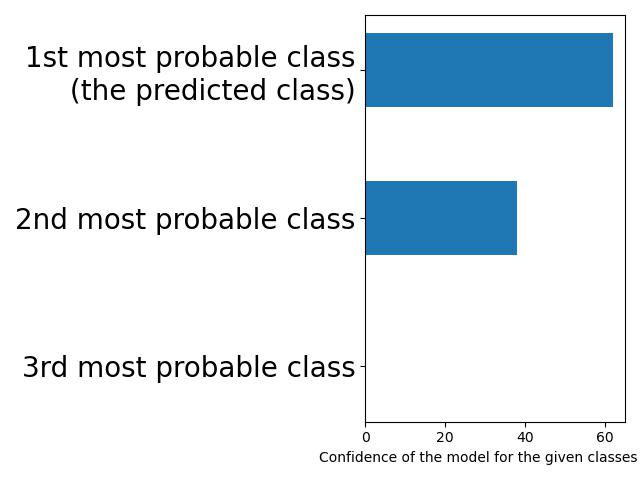 1st most probable class
(the predicted class)
2nd most probable class
3rd most probable class
0 20 40 60
Confidence of the model for the given classes